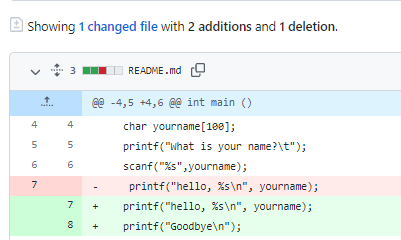 Showing 1 changed file with 2 additions and 1 deletion.
3 README.md
@@ -4,5 +4,6 @@ int main ()
4 4 char yourname[100];
5 5 printf("What is your name?\t");
6 6 scanf("%s",yourname);
7 - printf("hello, %s\n", yourname);
7 + printf("hello, %s\n", yourname);
8 + printf("Goodbye\n");